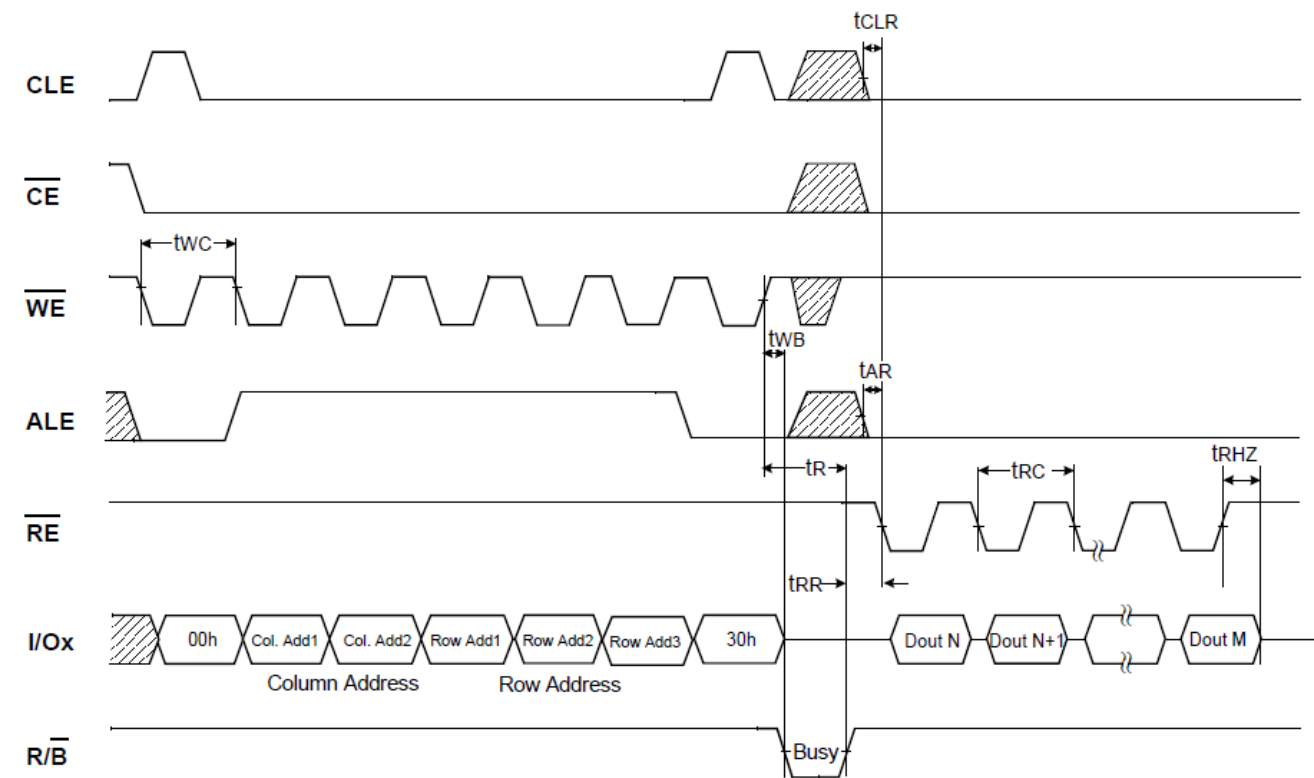 tCLR
CLE
CE
tWC
WE
tWB
tAR
ALE
tR
tRC
tRHZ
RE
tRR
I/Ox
00h Col. Add1 Col. Add2 Row Add1 Row Add2 Row Add3 30h Dout N Dout N+1 Dout M
Column Address Row Address
R/B
Busy